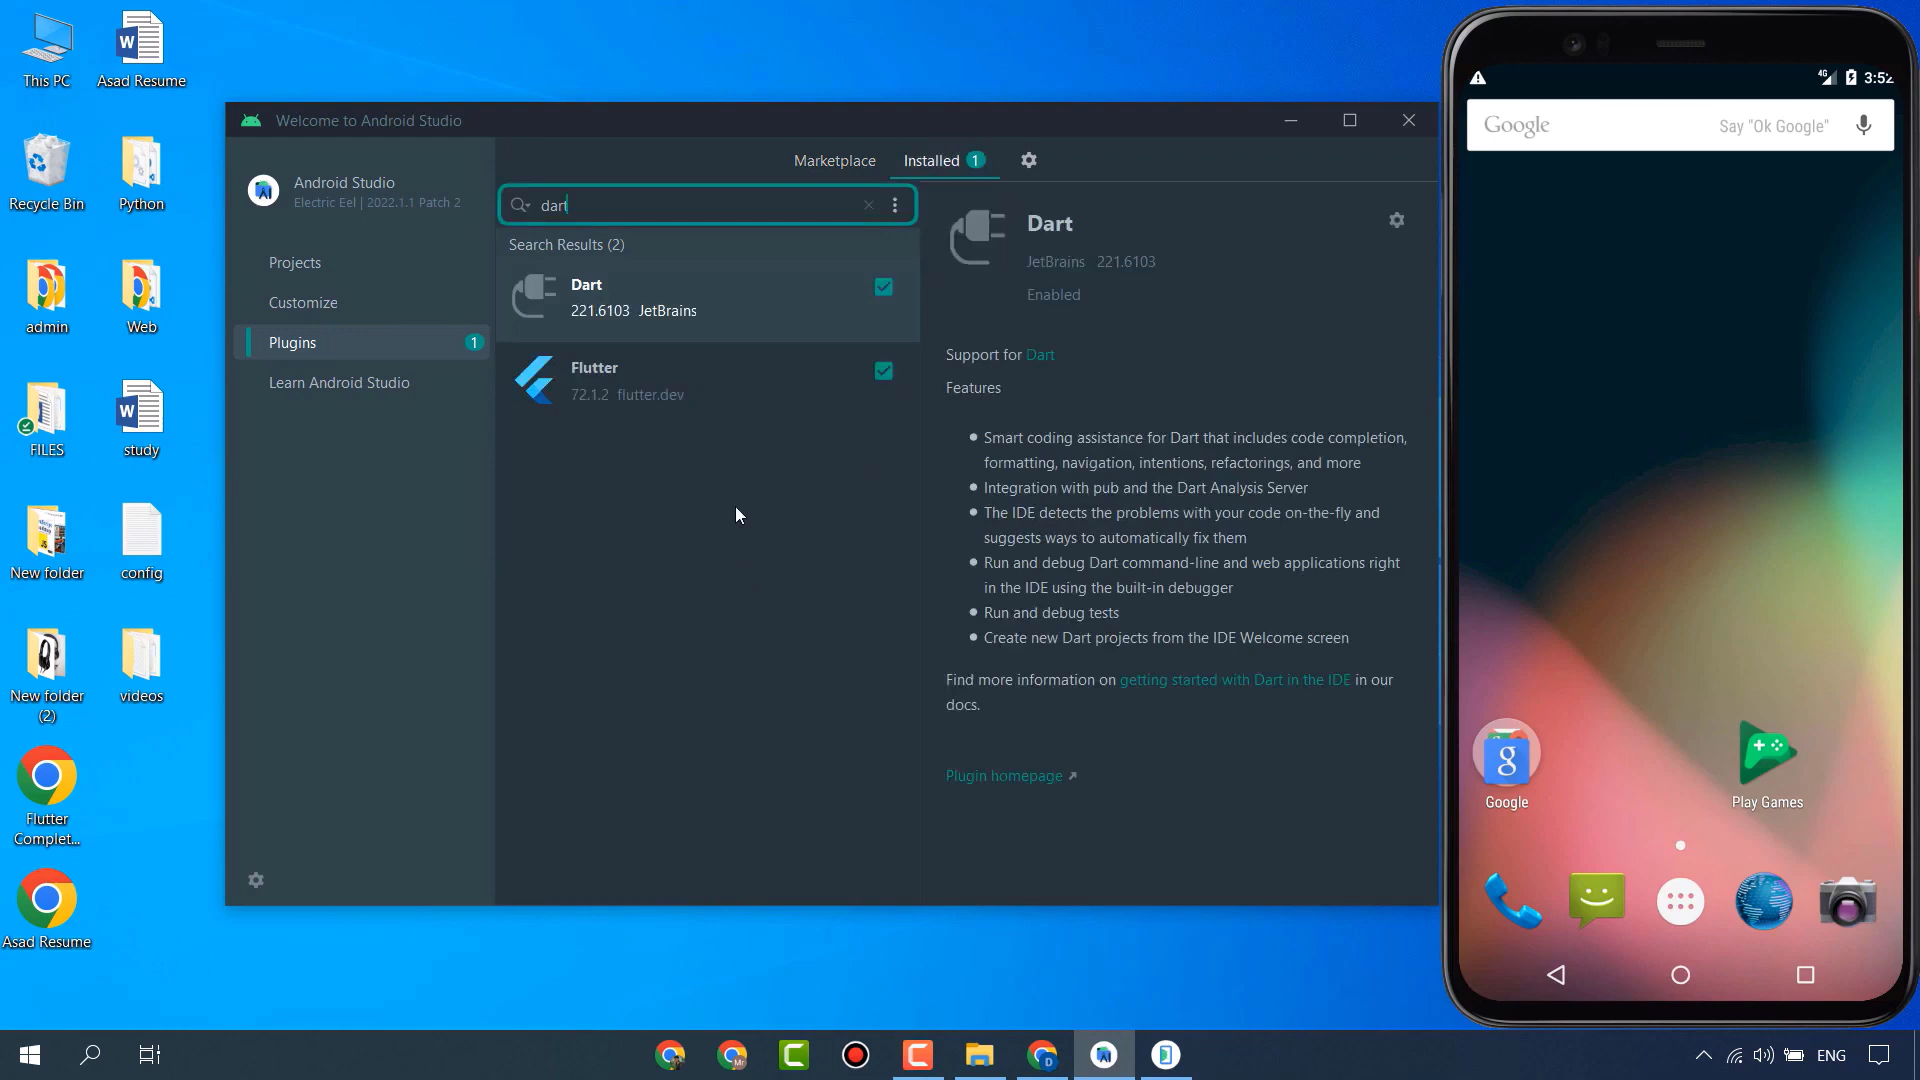 This PC
Asad Resume
Recycle Bin
Python
admin
Web
FILES
study
New folder
config
New folder
(2)
videos
Flutter
Complet...
Asad Resume
Welcome to Android Studio
Android Studio
Electric Eel | 2022.1.1 Patch 2
Projects
Customize
Plugins
1
Learn Android Studio
Marketplace
Installed 1
dart
Search Results (2)
Dart
221.6103 JetBrains
Flutter
72.1.2 flutter.dev
Dart
JetBrains 221.6103
Enabled
Support for Dart
Features
Smart coding assistance for Dart that includes code completion,
formatting, navigation, intentions, refactorings, and more
Integration with pub and the Dart Analysis Server
The IDE detects the problems with your code on-the-fly and
suggests ways to automatically fix them
Run and debug Dart command-line and web applications right
in the IDE using the built-in debugger
Run and debug tests
Create new Dart projects from the IDE Welcome screen
Find more information on getting started with Dart in the IDE in our
docs.
Plugin homepage
4G
3:52
Google
Say "Ok Google"
g
Google
Play Games
D
ENG